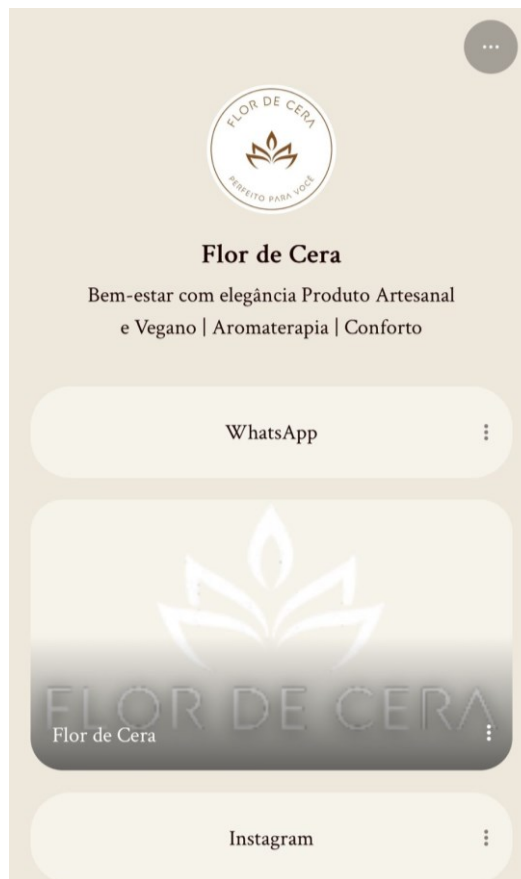 FLOR DE CERA
PERFEITO PARA VOCÊ
Flor de Cera
Bem-estar com elegância Produto Artesanal
e Vegano | Aromaterapia | Conforto
WhatsApp
FLOR DE CERA
Flor de Cera
Instagram